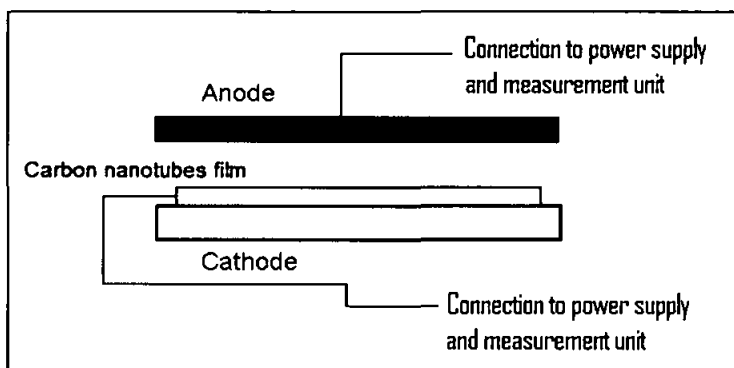 Connection to power supply
and measurement unit
Anode
Carbon nanotubes film
Cathode
Connection to power supply
and measurement unit